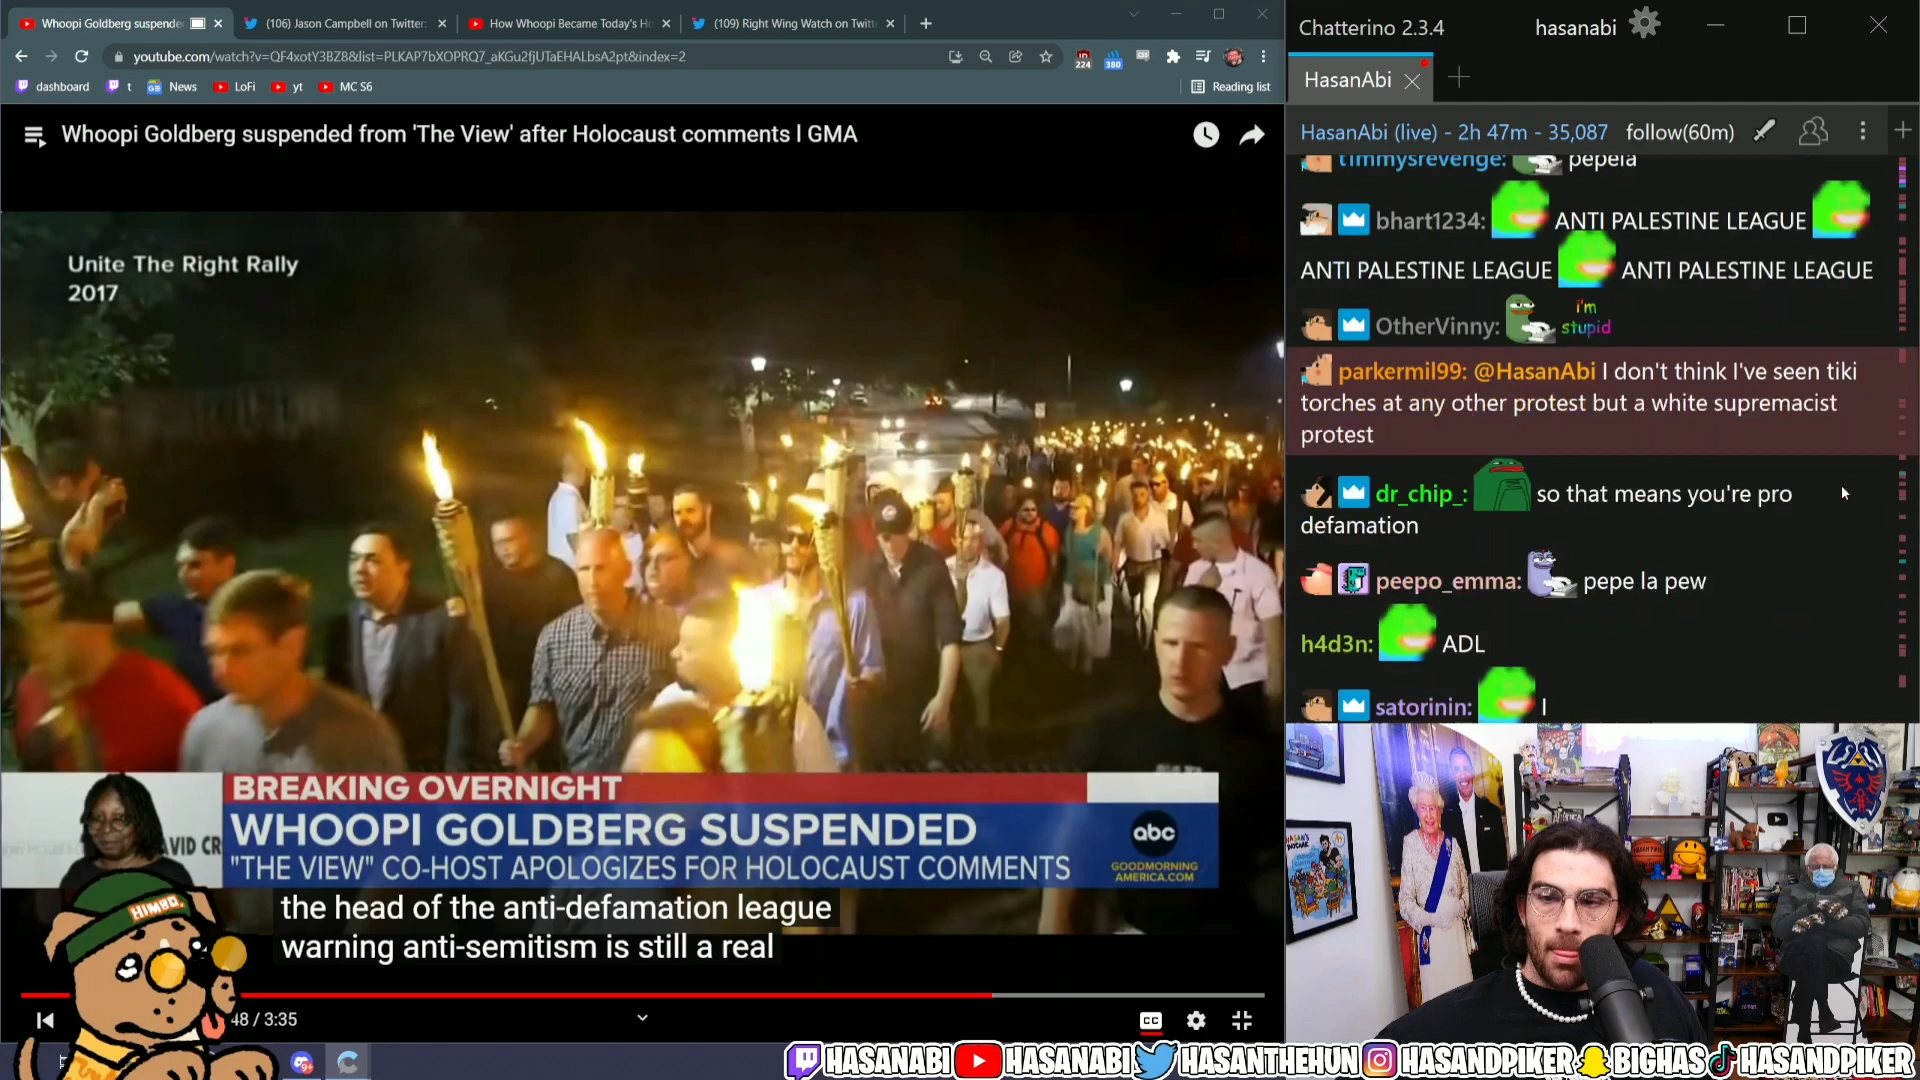 Whoopi Goldberg suspende
(106) Jason Campbell on Twitter:
How Whoopi Became Today's Ho
(109) Right Wing Watch on Twitt
youtube.com/watch?v=QF4xotY3BZ8&list=PLKAP7bXOPRQ7_aKGu2fjUTaEHALbsA2pt&index=2
224
380
dashboard
t
News
LoFi
yt
MC S6
Reading list
Whoopi Goldberg suspended from 'The View' after Holocaust comments l GMA
Unite The Right Rally
2017
VID CR
BREAKING OVERNIGHT
WHOOPI GOLDBERG SUSPENDED
"THE VIEW" CO-HOST APOLOGIZES FOR HOLOCAUST COMMENTS
abc
GOODMORNING
AMERICA.COM
the head of the anti-defamation league
warning anti-semitism is still a real
HIMBO.
48 / 3:35
CC
Chatterino 2.3.4
hasanabi
HasanAbi
HasanAbi (live) - 2h 47m - 35,087
follow(60m)
t1mmysrevenge: pepela
bhart1234: ANTI PALESTINE LEAGUE
ANTI PALESTINE LEAGUE ANTI PALESTINE LEAGUE
OtherVinny: i'm stupid
parkermil99: @HasanAbi I don't think I've seen tiki
torches at any other protest but a white supremacist
protest
dr_chip_: so that means you're pro
defamation
peepo_emma: pepe la pew
h4d3n: ADL
satorinin: I
HASANABI HASANABI HASANTHEHUN HASANDPIKER BIGHAS HASANDPIKER